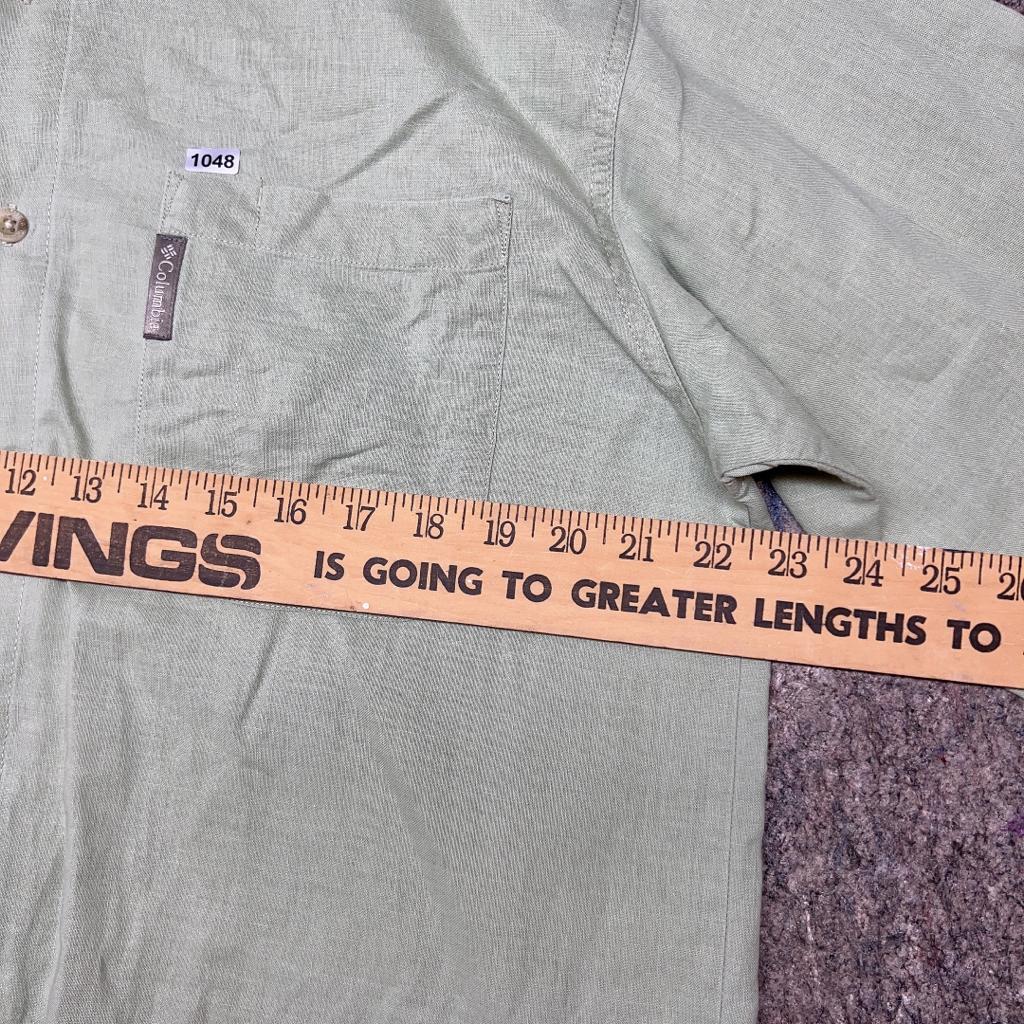 1048
Columbia
12 13 14 15 16 17 18 19 20 21 22 23 24 25
VINGS IS GOING TO GREATER LENGTHS TO